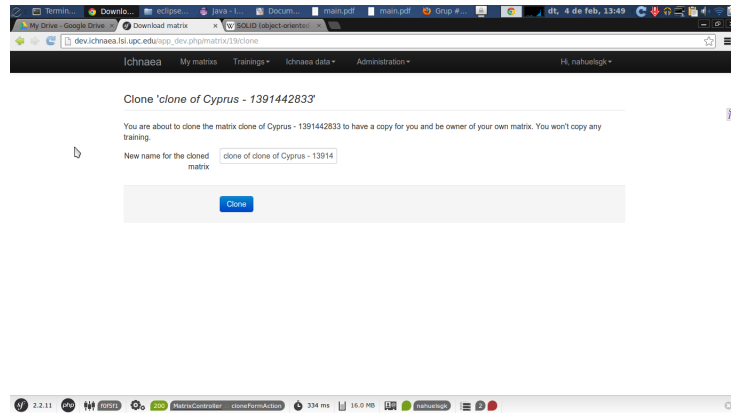 Termin... Downlo... eclipse... Java - I... Docum... main.pdf main.pdf Grup #... dt, 4 de feb, 13:49
My Drive - Google Drive × Download matrix × SOLID (object-oriented ×
dev.ichnaea.lsi.upc.edu/app_dev.php/matrix/19/clone
Ichnaea My matrixs Trainings Ichnaea data Administration Hi, nahuelsgk
Clone 'clone of Cyprus - 1391442833'
You are about to clone the matrix clone of Cyprus - 1391442833 to have a copy for you and be owner of your own matrix. You won't copy any
training.
New name for the cloned clone of clone of Cyprus - 13914
matrix
Clone
sf 2.2.11 php f0f5f1 200 MatrixController cloneFormAction 334 ms 16.0 MB nahuelsgk 2